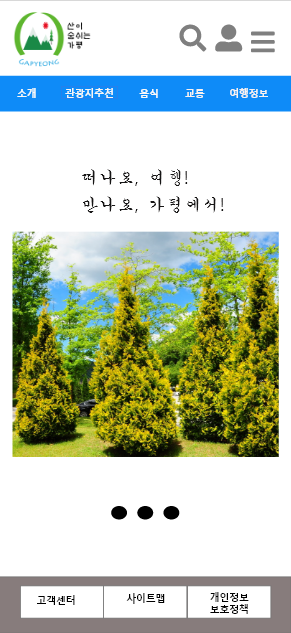 산이
숨쉬는
가평
GAPYEONG
소개 관광지추천 음식 교통 여행정보
떠나요, 여행!
만나요, 가평에서!
고객센터 사이트맵 개인정보
보호정책